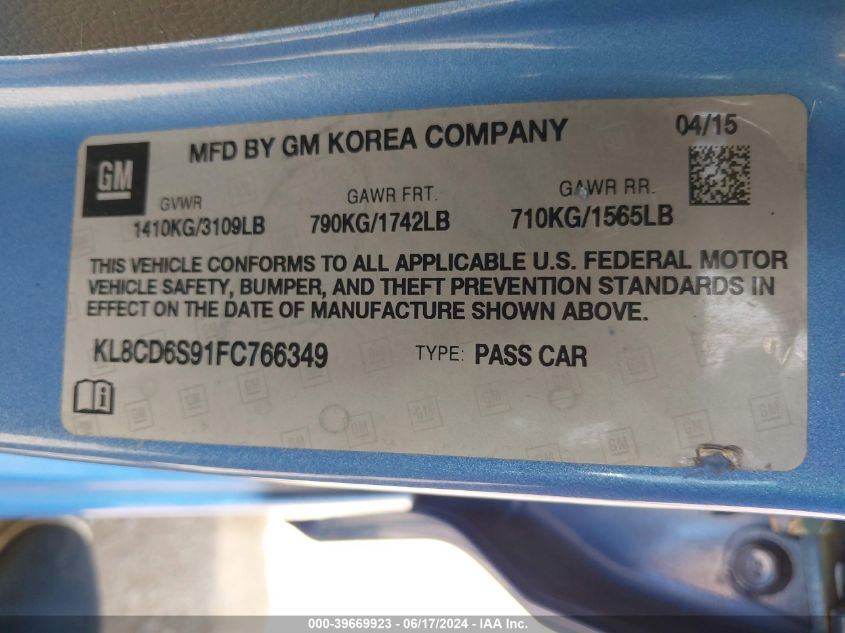 GM
MFD BY GM KOREA COMPANY
04/15
GVWR
GAWR FRT.
GAWR RR.
1410KG/3109LB
790KG/1742LB
710KG/1565LB
THIS VEHICLE CONFORMS TO ALL APPLICABLE U.S. FEDERAL MOTOR
VEHICLE SAFETY, BUMPER, AND THEFT PREVENTION STANDARDS IN
EFFECT ON THE DATE OF MANUFACTURE SHOWN ABOVE.
KL8CD6S91FC766349
TYPE: PASS CAR
000-39669923 - 06/17/2024 - IAA, Inc.